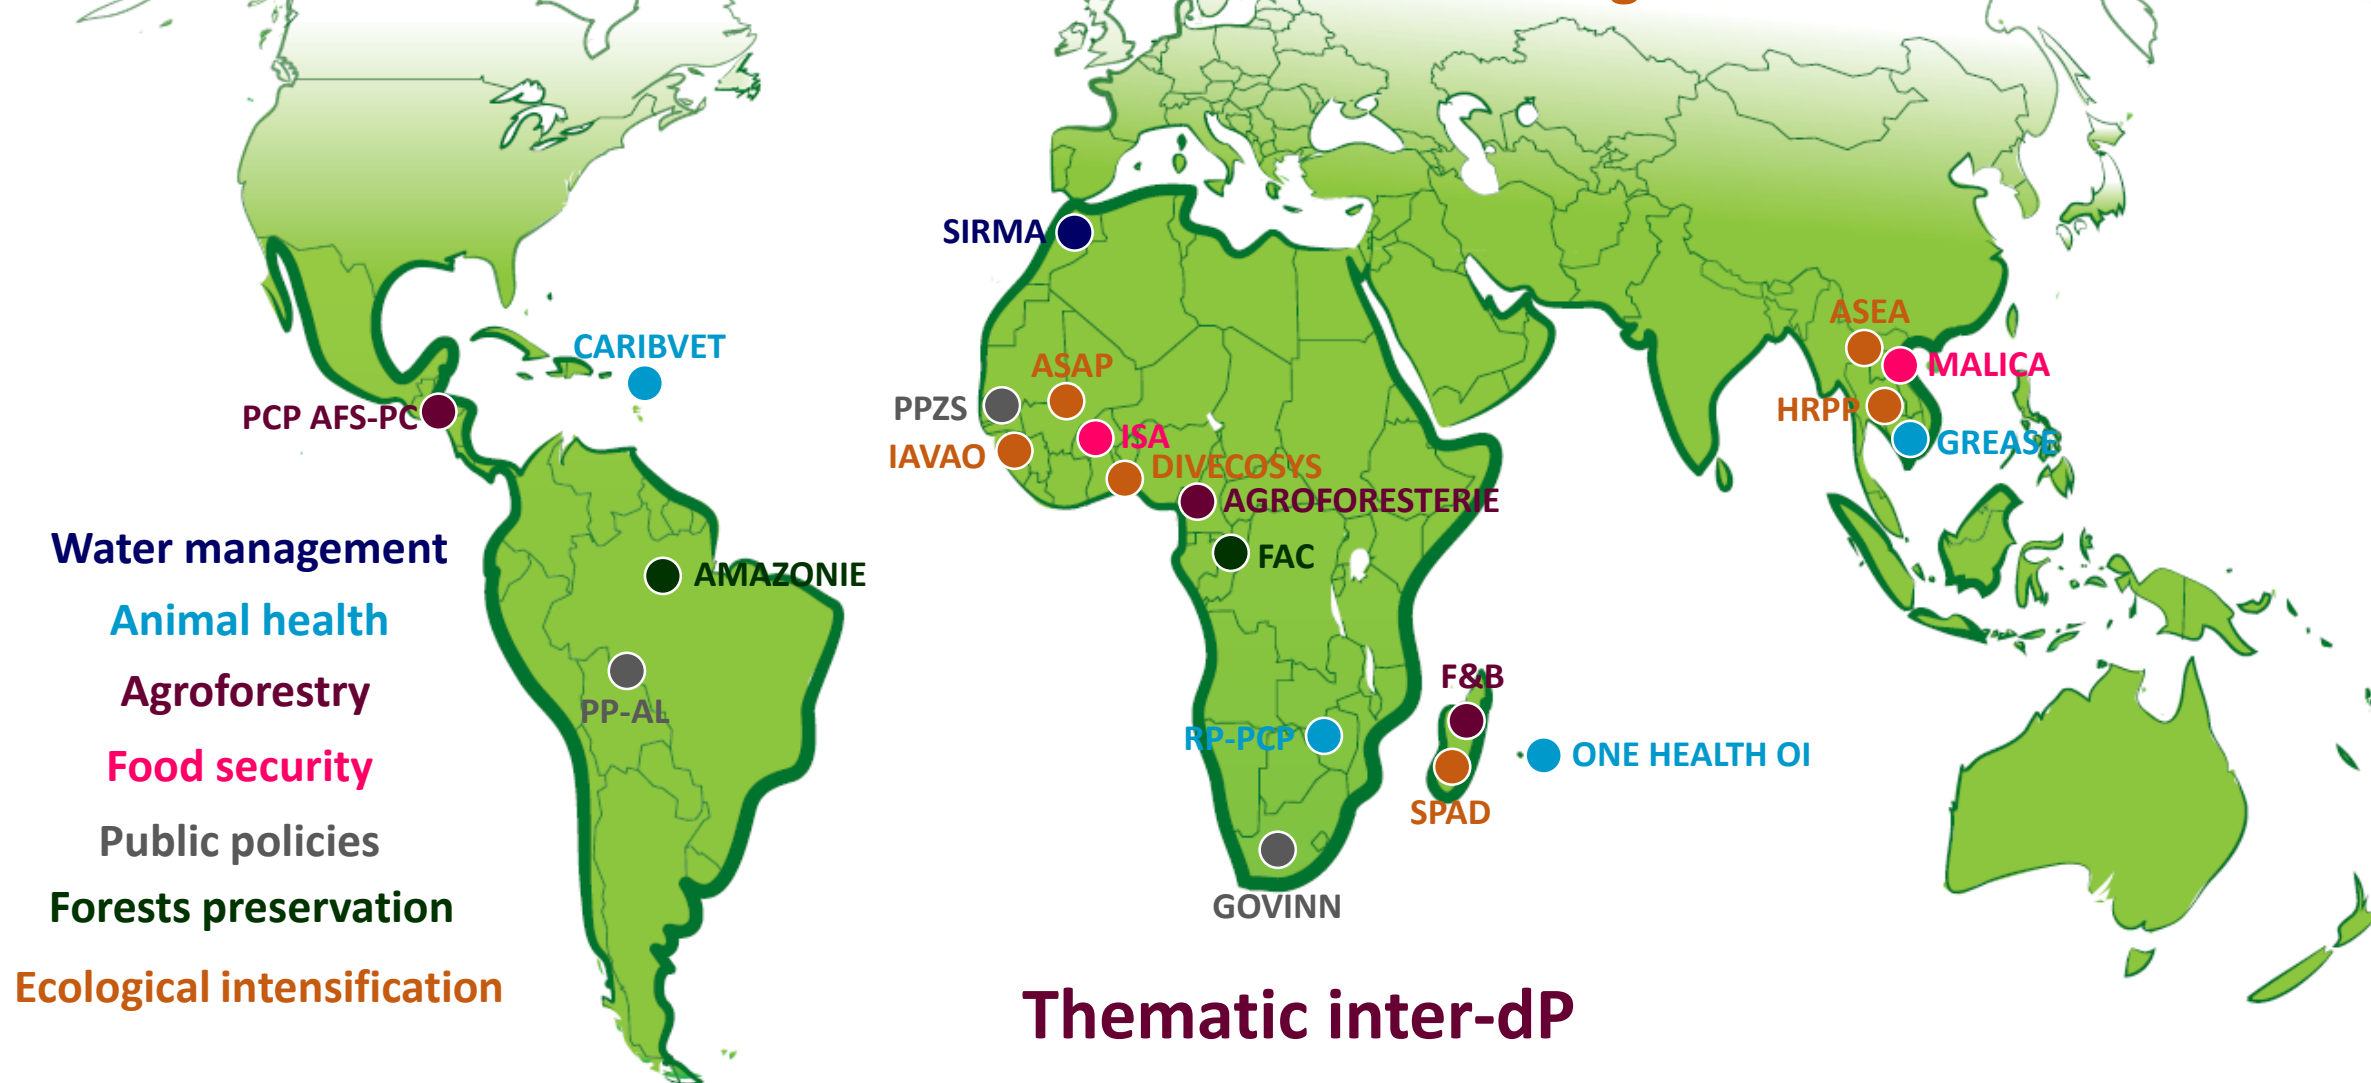 SIRMA
ASEA
CARIBVET
MALICA
ASAP
PCP AFS-PC
PPZS
HRPP
ISA
GREASE
IAVAO
DIVECOSYS
AGROFORESTERIE
Water management
FAC
AMAZONIE
Animal health
F&B
Agroforestry
PP-AL
RP-PCP
ONE HEALTH OI
Food security
SPAD
Public policies
GOVINN
Forests preservation
Ecological intensification
Thematic inter-dP